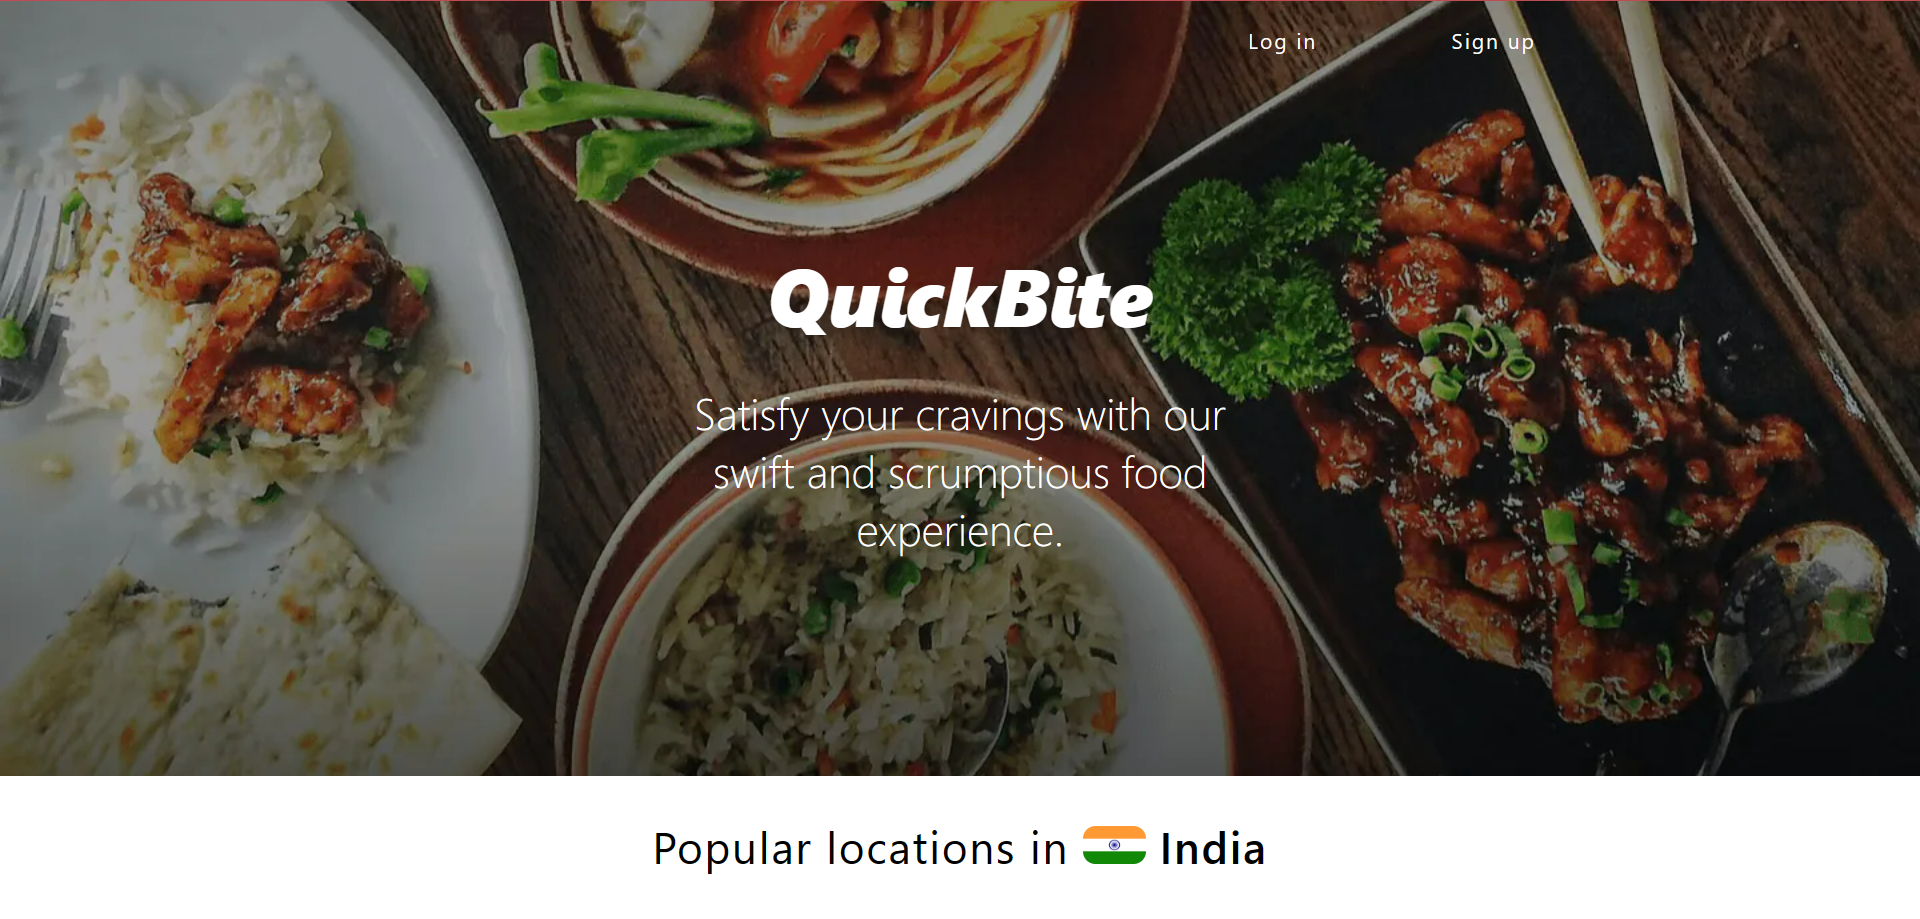 Log in Sign up
QuickBite
Satisfy your cravings with our
swift and scrumptious food
experience.
Popular locations in India